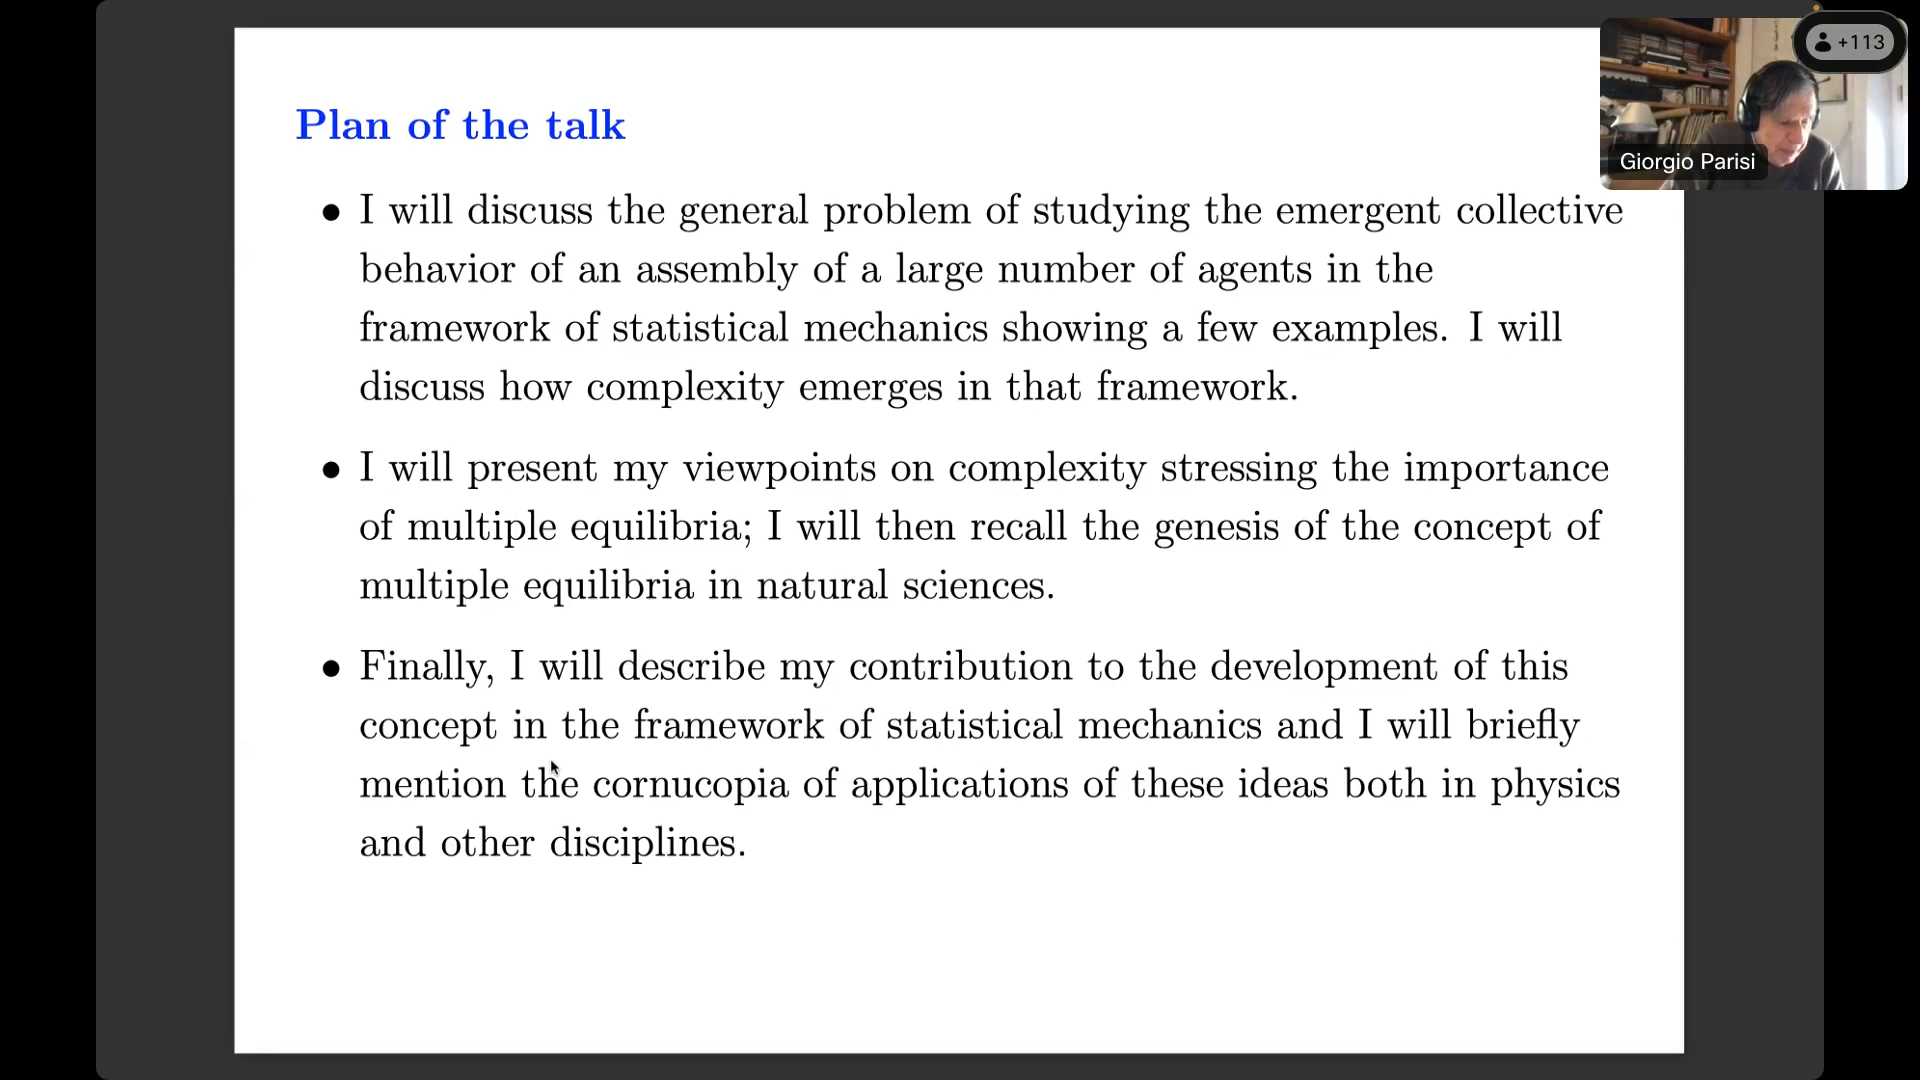 +113
Giorgio Parisi
Plan of the talk
• I will discuss the general problem of studying the emergent collective
behavior of an assembly of a large number of agents in the
framework of statistical mechanics showing a few examples. I will
discuss how complexity emerges in that framework.
• I will present my viewpoints on complexity stressing the importance
of multiple equilibria; I will then recall the genesis of the concept of
multiple equilibria in natural sciences.
• Finally, I will describe my contribution to the development of this
concept in the framework of statistical mechanics and I will briefly
mention the cornucopia of applications of these ideas both in physics
and other disciplines.